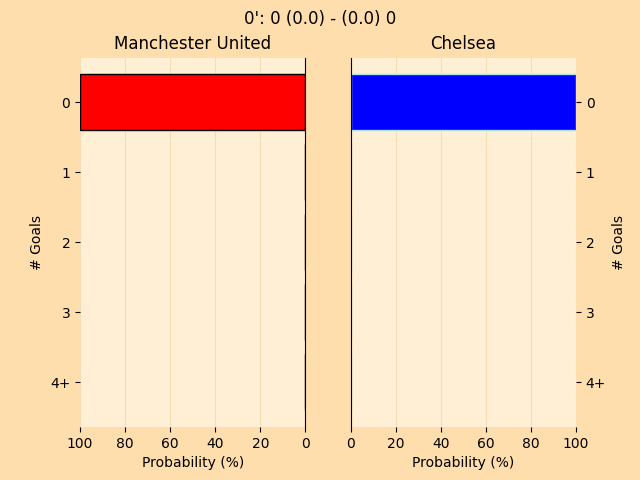 0': 0 (0.0) - (0.0) 0
Manchester United
Chelsea
# Goals
0
1
2
3
4+
100 80 60 40 20 0
Probability (%)
0
1
2
3
4+
# Goals
0 20 40 60 80 100
Probability (%)